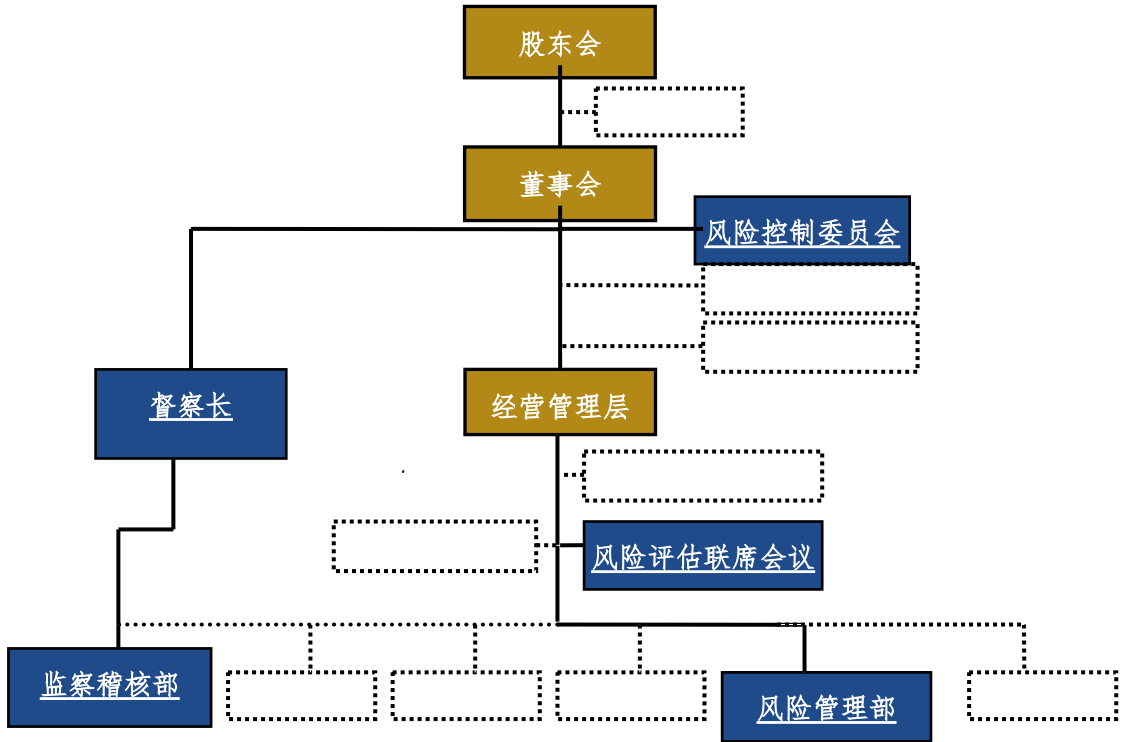 股东会
董事会
风险控制委员会
督察长
经营管理层
风险评估联席会议
监察稽核部
风险管理部